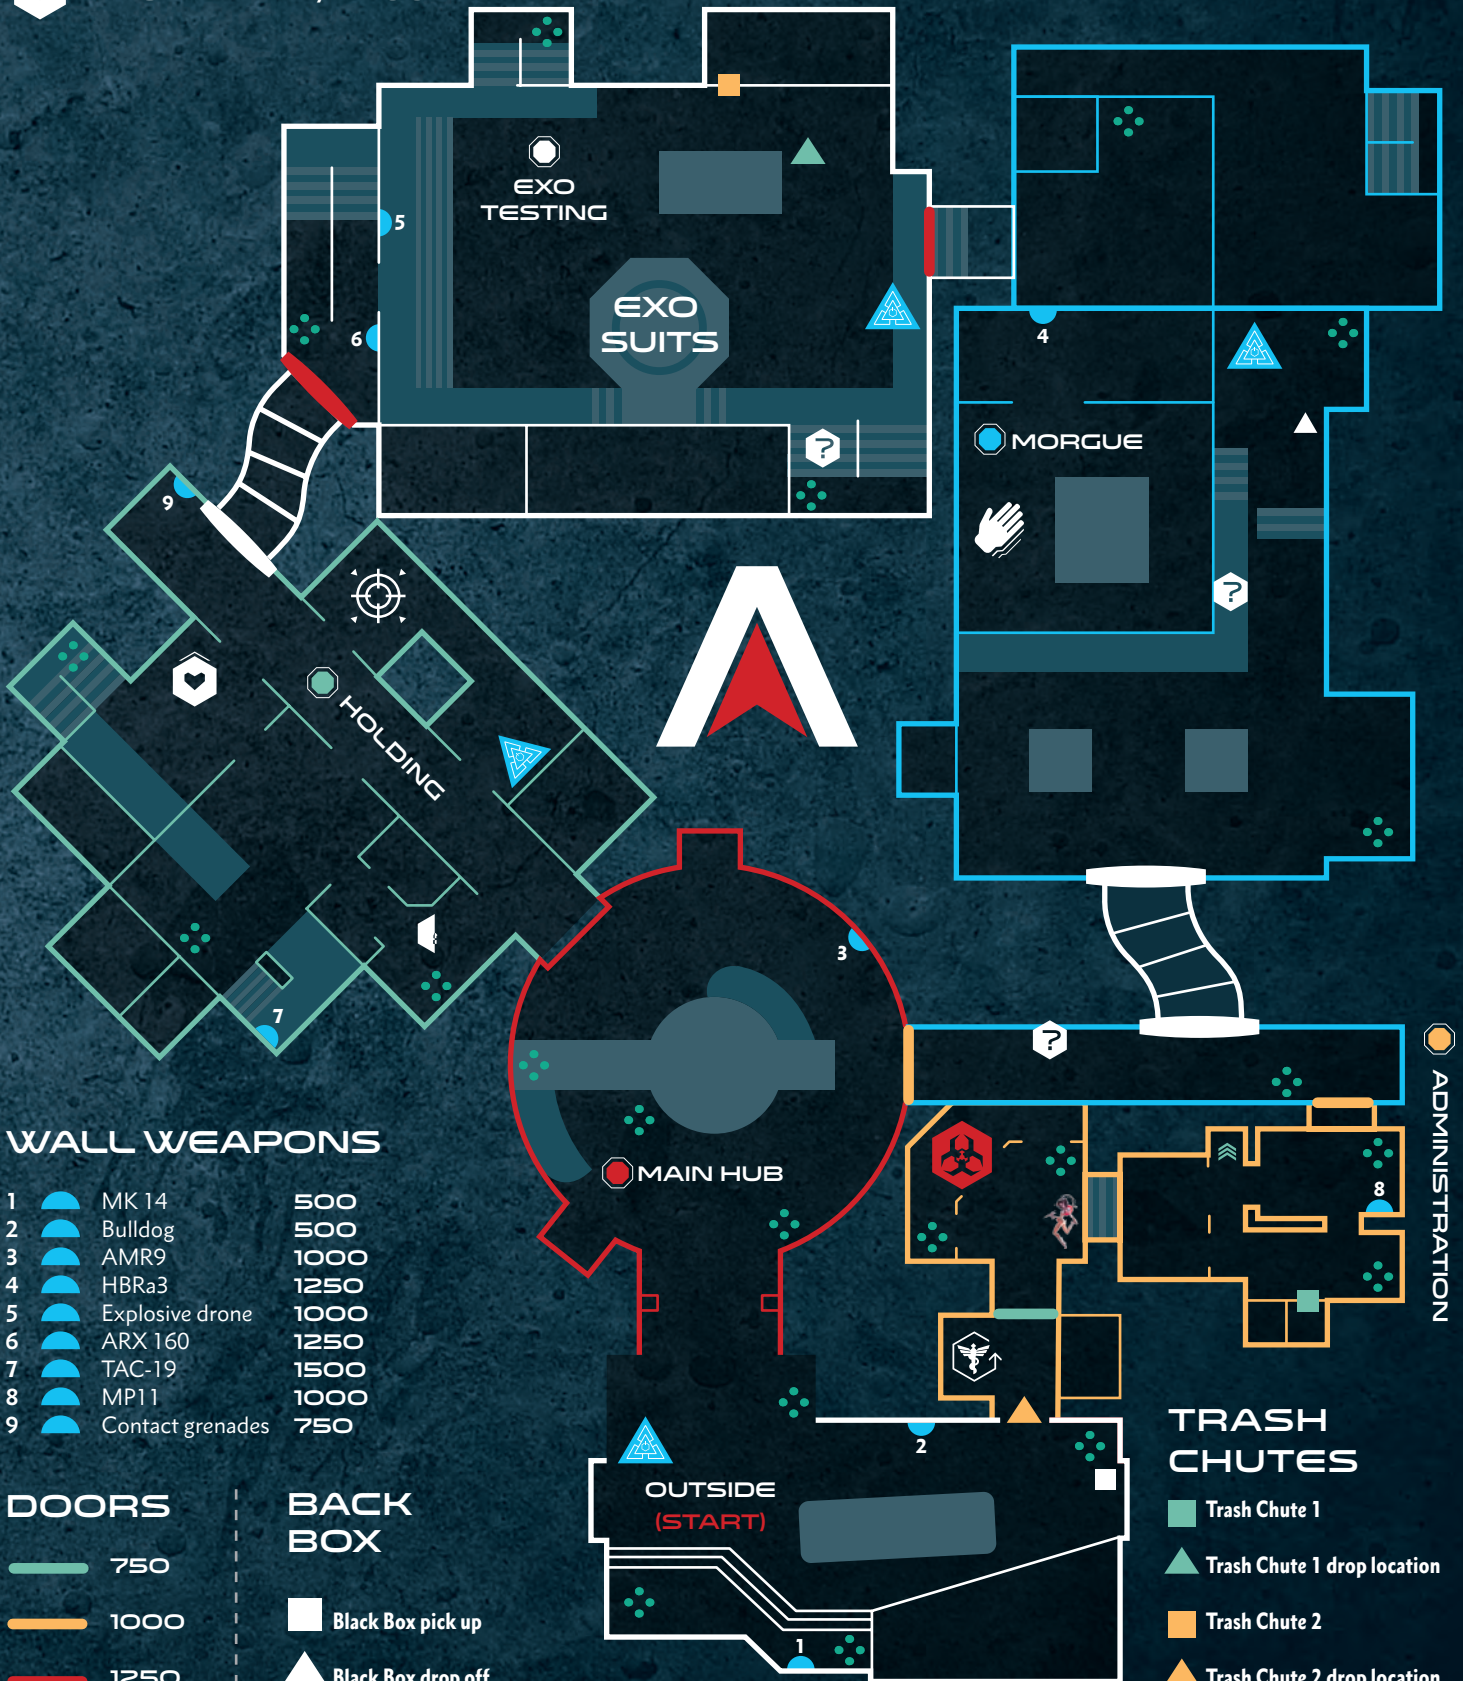 EXO
TESTING
5
EXO
SUITS
6
4
MORGUE
?
9
?
HOLDING
3
7
?
MAIN HUB
8
ADMINISTRATION
2
OUTSIDE
(START)
1
WALL WEAPONS
1 MK 14 500
2 Bulldog 500
3 AMR9 1000
4 HBRa3 1250
5 Explosive drone 1000
6 ARX 160 1250
7 TAC-19 1500
8 MP11 1000
9 Contact grenades 750
DOORS
750
1000
1250
BACK
BOX
Black Box pick up
Black Box drop off
TRASH
CHUTES
Trash Chute 1
Trash Chute 1 drop location
Trash Chute 2
Trash Chute 2 drop location